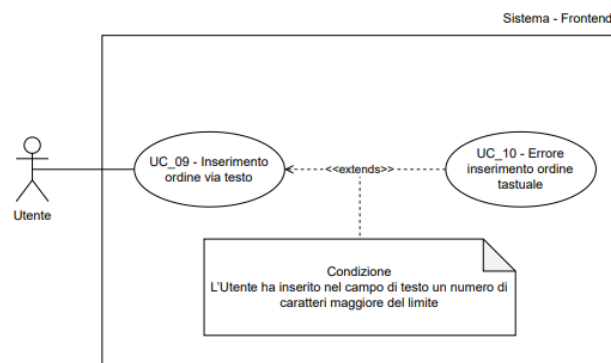 Sistema - Frontend
UC_09 - Inserimento
ordine via testo
<<extends>>
UC_10 - Errore
inserimento ordine
tastuale
Utente
Condizione
L'Utente ha inserito nel campo di testo un numero di
caratteri maggiore del limite